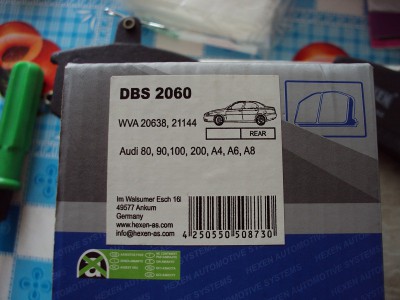 DBS 2060
WVA 20638, 21144
REAR
Audi 80, 90,100, 200, A4, A6, A8
Im Walsumer Esch 16I
49577 Ankum
Germany
www.hexen-as.com
info@hexen-as.com
4 250550 508730